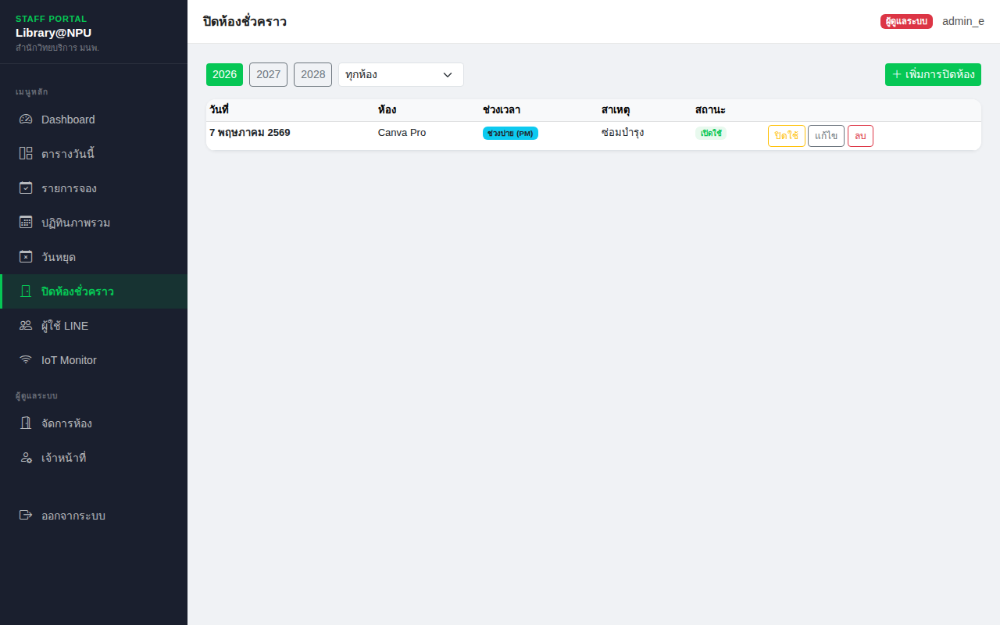 STAFF PORTAL
Library@NPU
สำนักวิทยบริการ มนพ.
เมนูหลัก
Dashboard
ตารางวันนี้
รายการจอง
ปฏิทินภาพรวม
วันหยุด
ปิดห้องชั่วคราว
ผู้ใช้ LINE
IoT Monitor
ผู้ดูแลระบบ
จัดการห้อง
เจ้าหน้าที่
ออกจากระบบ
ปิดห้องชั่วคราว
ผู้ดูแลระบบ admin_e
2026 2027 2028 ทุกห้อง
เพิ่มการปิดห้อง
วันที่ ห้อง ช่วงเวลา สาเหตุ สถานะ
7 พฤษภาคม 2569 Canva Pro ช่วงบ่าย (PM) ซ่อมบำรุง เปิดใช้ ปิดใช้ แก้ไข ลบ